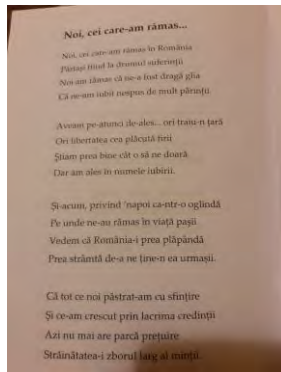 Noi, cei care-am rămas...
Noi, cei care-am rămas în România
Părtași fiind la drumul suferinții
Noi am rămas că ne-a fost dragă glia
Că ne-am iubit nespus de mult părinții.
Aveam pe-atunci de-ales... ori traiu-n țară
Ori libertatea cea plăcută firii
Știam prea bine cât o să ne doară
Dar am ales în numele iubirii.
Și-acum, privind 'napoi ca-ntr-o oglindă
Pe unde ne-au rămas în viață pașii
Vedem că România-i prea plăpândă
Prea strâmtă de-a ne ține-n ea urmașii.
Că tot ce noi păstrat-am cu sfințire
Și ce-am crescut prin lacrima credinții
Azi nu mai are parcă prețuire
Străinătatea-i zborul larg al minții.